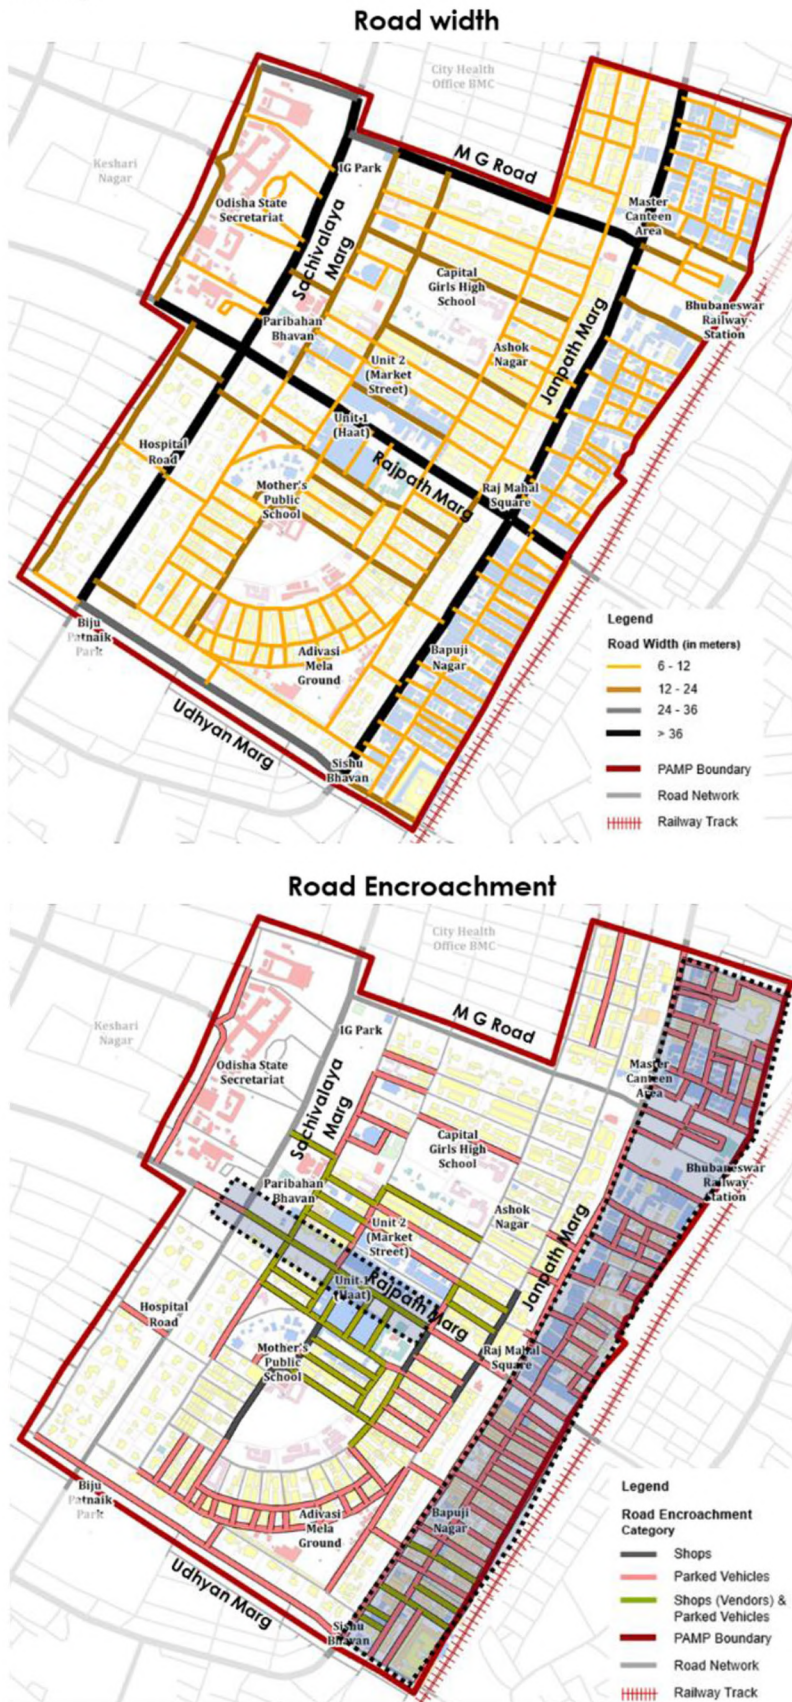 Road width
City Health
Office BMC
M G Road
Keshari
Nagar
IG Park
Odisha State
Secretariat
Master
Canteen
Area
Sachivalaya
Marg
Capital
Girls High
School
Bhubaneswar
Railway
Station
Paribahan
Bhavan
Janpath Marg
Ashok
Nagar
Unit 2
(Market
Street)
Unit 1
(Haat)
Hospital
Road
Rajpath Marg
Mother's
Public
School
Raj Mahal
Square
Biju
Patnaik
Park
Adivasi
Mela
Ground
Bapuji
Nagar
Udhyan Marg
Sishu
Bhavan
Legend
Road Width (in meters)
6 - 12
12 - 24
24 - 36
> 36
PAMP Boundary
Road Network
Railway Track
Road Encroachment
City Health
Office BMC
M G Road
Keshari
Nagar
IG Park
Odisha State
Secretariat
Master
Canteen
Area
Sachivalaya
Marg
Capital
Girls High
School
Bhubaneswar
Railway
Station
Paribahan
Bhavan
Janpath Marg
Ashok
Nagar
Unit 2
(Market
Street)
Unit 1
(Haat)
Rajpath Marg
Hospital
Road
Mother's
Public
School
Raj Mahal
Square
Biju
Patnaik
Park
Adivasi
Mela
Ground
Bapuji
Nagar
Udhyan Marg
Sishu
Bhavan
Legend
Road Encroachment
Category
Shops
Parked Vehicles
Shops (Vendors) &
Parked Vehicles
PAMP Boundary
Road Network
Railway Track